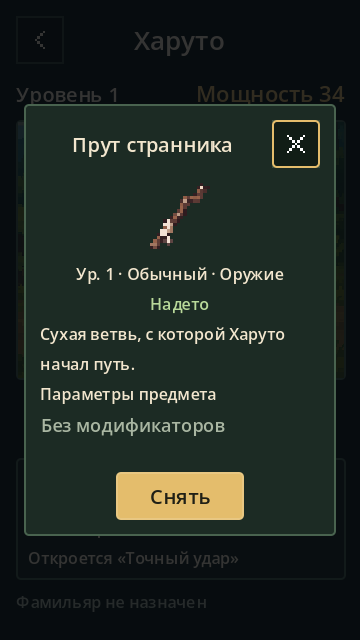 Харуто
Уровень 1
Мощность 34
Прут странника
Ур. 1 · Обычный · Оружие
Надето
Сухая ветвь, с которой Харуто
начал путь.
Параметры предмета
Без модификаторов
Снять
Откроется «Точный удар»
Фамильяр не назначен